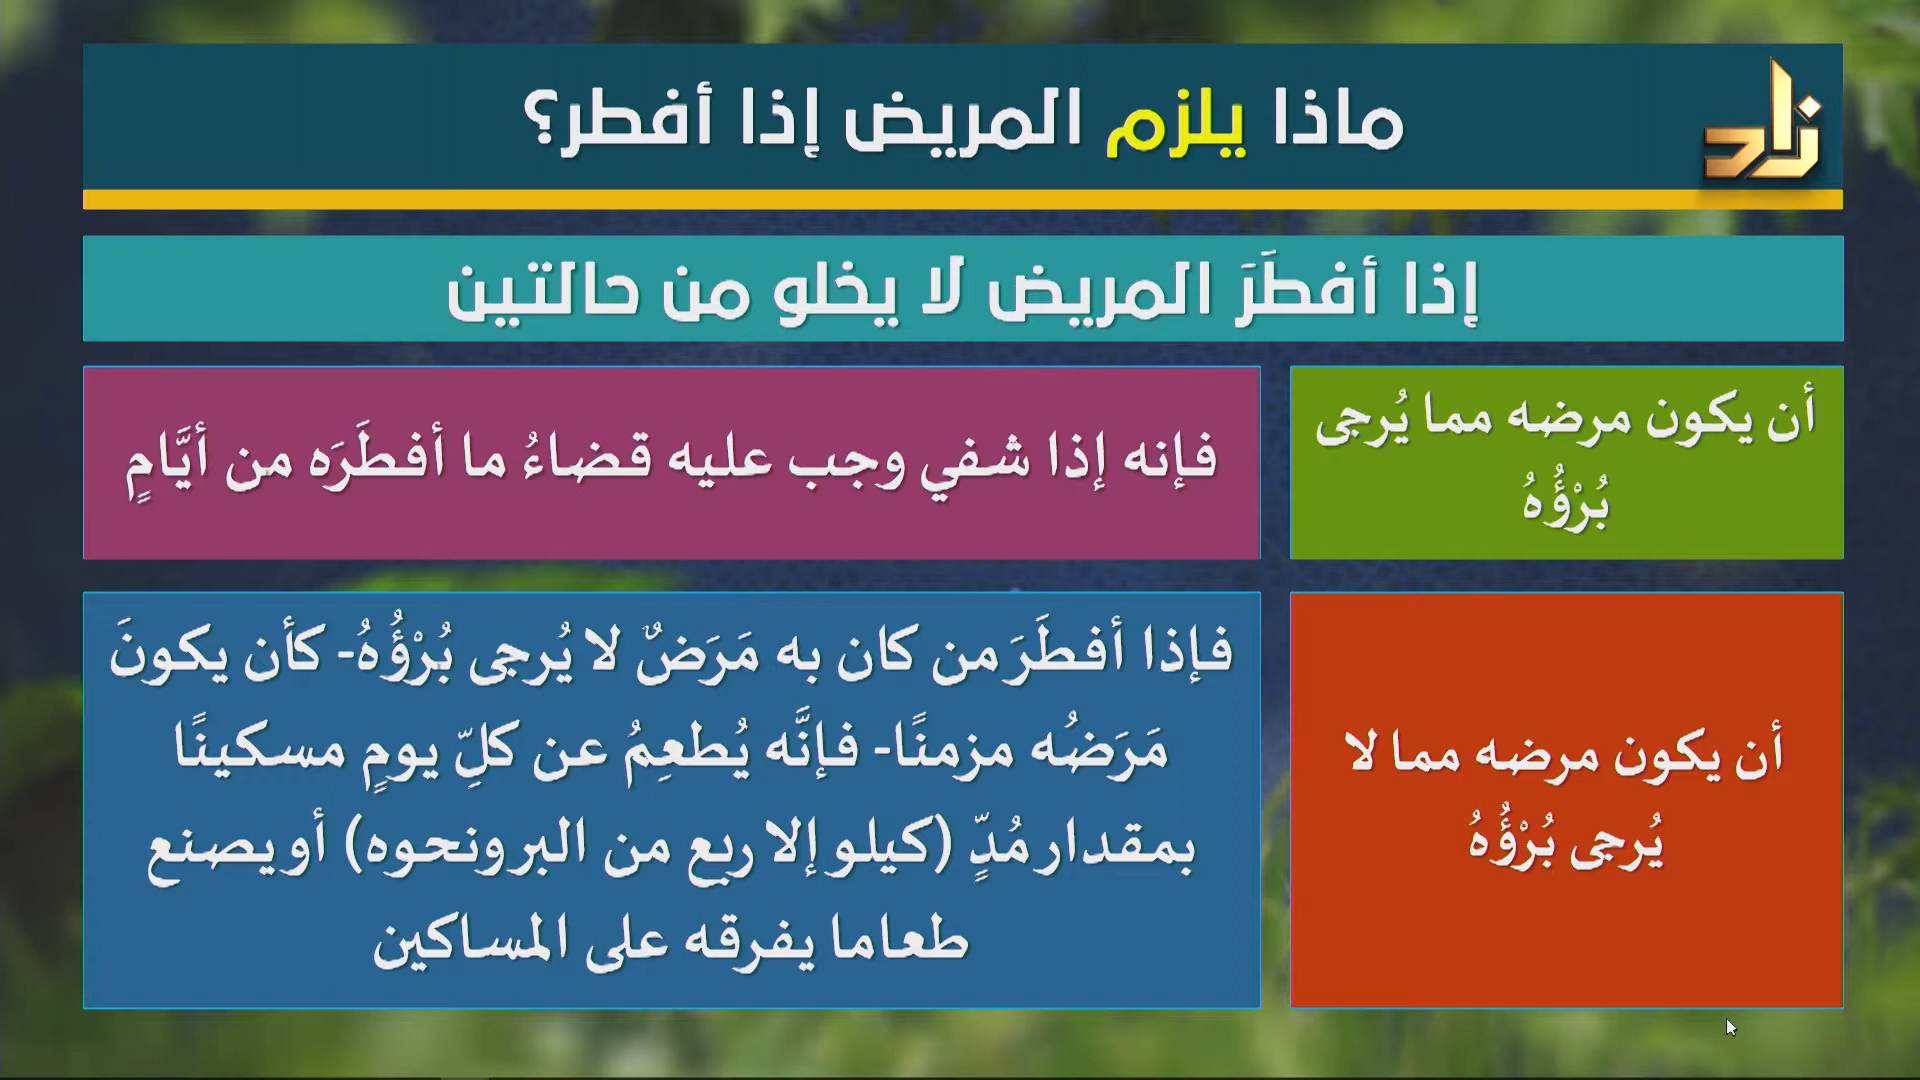 زاد
ماذا يلزم المريض إذا أفطر؟
إذا أفطَرَ المريض لا يخلو من حالتين
أن يكون مرضه مما يُرجى
بُرْؤُهُ
فإنه إذا شفي وجب عليه قضاءُ ما أفطَرَه من أيَّامٍ
أن يكون مرضه مما لا
يُرجى بُرْؤُهُ
فإذا أفطَرَ من كان به مَرَضٌ لا يُرجى بُرْؤُهُ- كأن يكونَ
مَرَضُه مزمنًا- فإنَّه يُطعِمُ عن كلِّ يومٍ مسكينًا
بمقدار مُدٍّ (كيلو إلا ربع من البر ونحوه) أو يصنع
طعاما يفرقه على المساكين